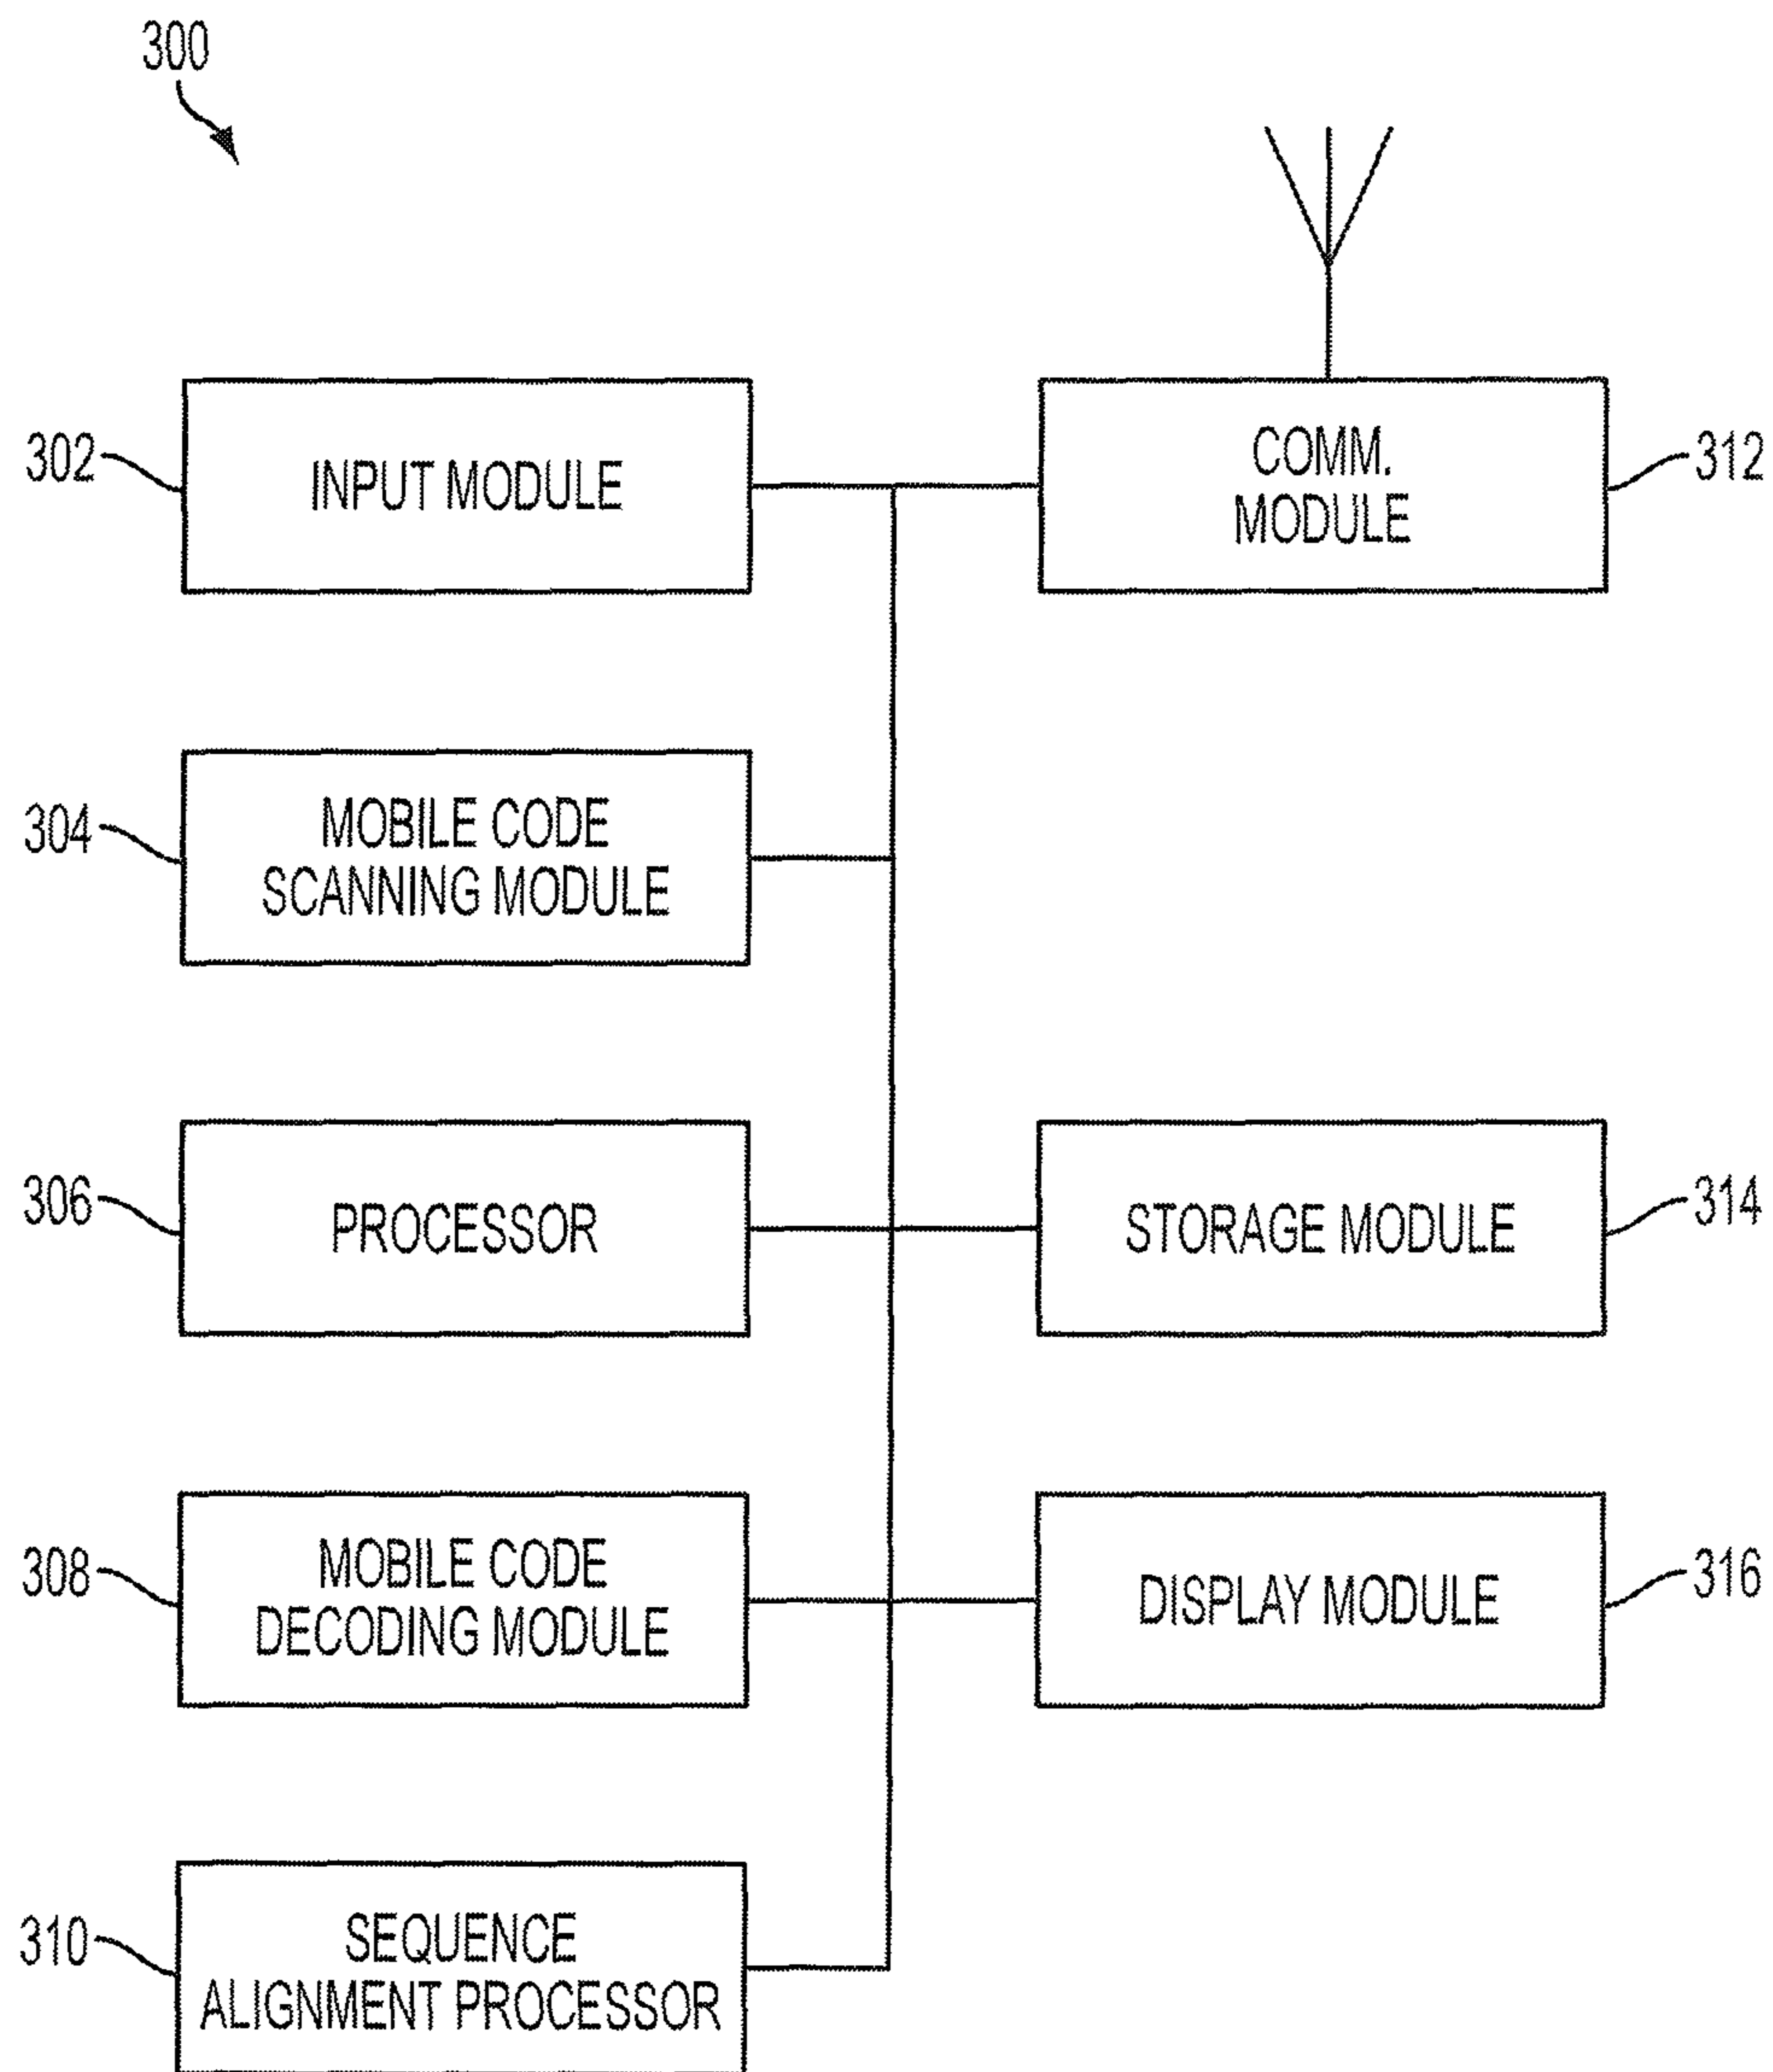 300
302
INPUT MODULE
COMM.
MODULE
312
304
MOBILE CODE
SCANNING MODULE
306
PROCESSOR
STORAGE MODULE
314
308
MOBILE CODE
DECODING MODULE
DISPLAY MODULE
316
310
SEQUENCE
ALIGNMENT PROCESSOR